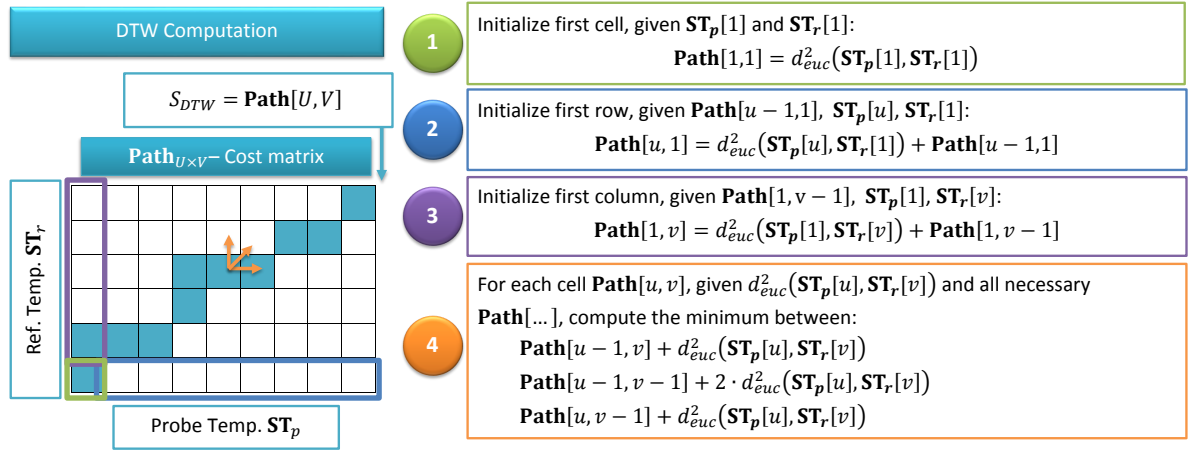 DTW Computation
S_DTW = Path[U, V]
Path_U×V – Cost matrix
Ref. Temp. ST_r
Probe Temp. ST_p
1
Initialize first cell, given ST_p[1] and ST_r[1]:
Path[1,1] = d²_euc(ST_p[1], ST_r[1])
2
Initialize first row, given Path[u − 1,1], ST_p[u], ST_r[1]:
Path[u, 1] = d²_euc(ST_p[u], ST_r[1]) + Path[u − 1,1]
3
Initialize first column, given Path[1, v − 1], ST_p[1], ST_r[v]:
Path[1, v] = d²_euc(ST_p[1], ST_r[v]) + Path[1, v − 1]
4
For each cell Path[u, v], given d²_euc(ST_p[u], ST_r[v]) and all necessary
Path[…], compute the minimum between:
Path[u − 1, v] + d²_euc(ST_p[u], ST_r[v])
Path[u − 1, v − 1] + 2 · d²_euc(ST_p[u], ST_r[v])
Path[u, v − 1] + d²_euc(ST_p[u], ST_r[v])